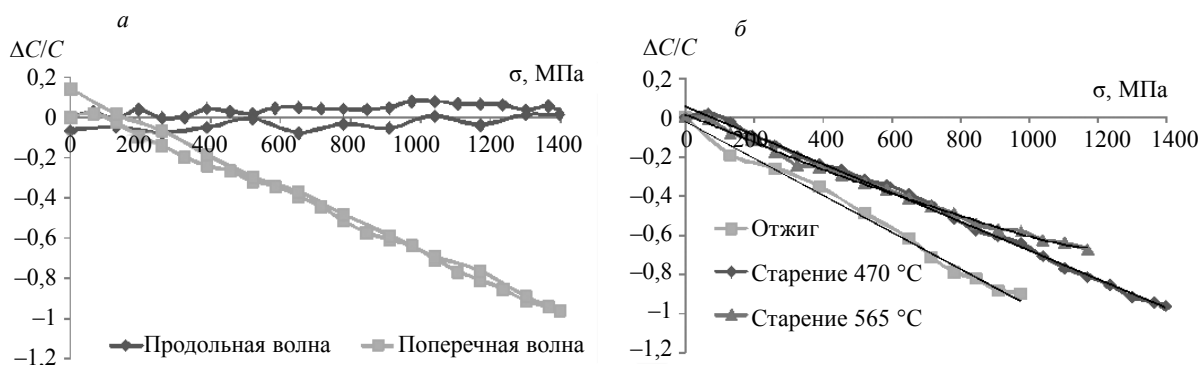 а
ΔC/C
σ, МПа
0,2
0
–0,2
–0,4
–0,6
–0,8
–1
–1,2
0 200 400 600 800 1000 1200 1400
Продольная волна Поперечная волна
б
ΔC/C
σ, МПа
0,2
0
–0,2
–0,4
–0,6
–0,8
–1
–1,2
0 200 400 600 800 1000 1200 1400
Отжиг
Старение 470 °C
Старение 565 °C